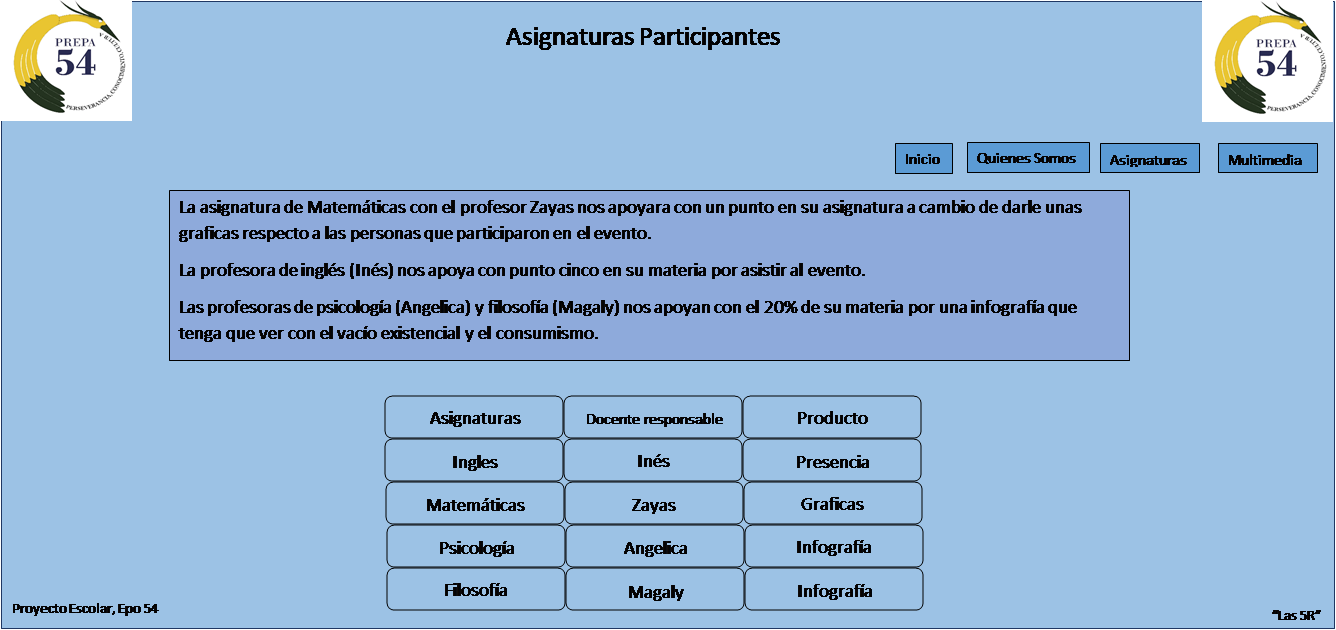 PREPA
54
PERSEVERANCIA, CONOCIMIENTO, CULTURA
Asignaturas Participantes
PREPA
54
PERSEVERANCIA, CONOCIMIENTO, CULTURA
Inicio
Quienes Somos
Asignaturas
Multimedia
La asignatura de Matemáticas con el profesor Zayas nos apoyara con un punto en su asignatura a cambio de darle unas
graficas respecto a las personas que participaron en el evento.
La profesora de inglés (Inés) nos apoya con punto cinco en su materia por asistir al evento.
Las profesoras de psicología (Angelica) y filosofía (Magaly) nos apoyan con el 20% de su materia por una infografía que
tenga que ver con el vacío existencial y el consumismo.
Asignaturas Docente responsable Producto
Ingles Inés Presencia
Matemáticas Zayas Graficas
Psicología Angelica Infografía
Filosofía Magaly Infografía
Proyecto Escolar, Epo 54
"Las 5R"